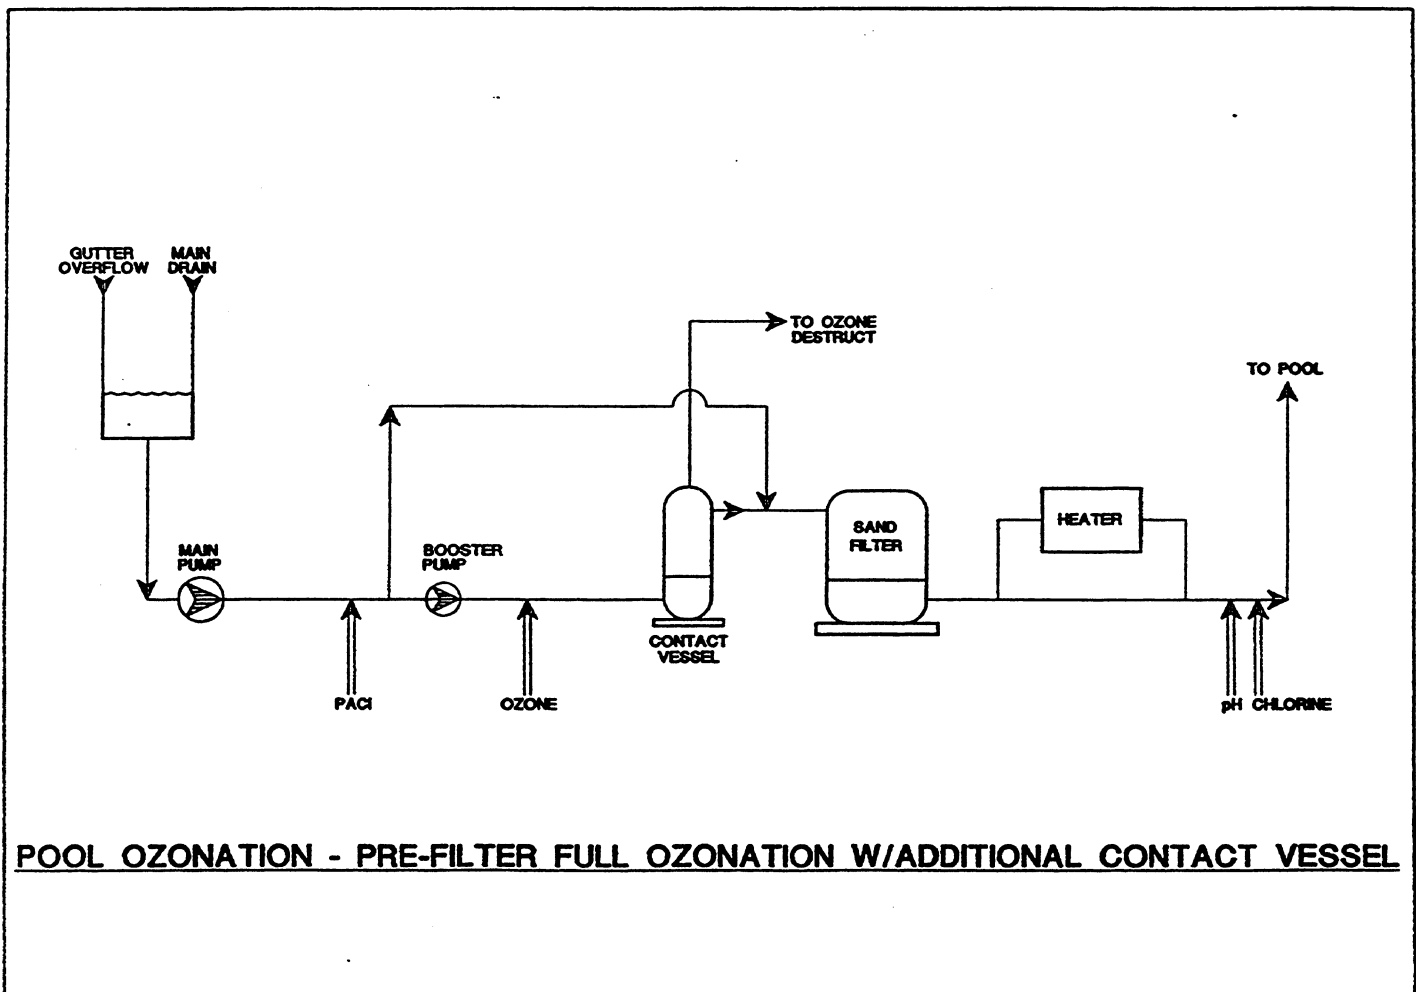 GUTTER
OVERFLOW
MAIN
DRAIN
TO OZONE
DESTRUCT
TO POOL
MAIN
PUMP
BOOSTER
PUMP
SAND
FILTER
HEATER
CONTACT
VESSEL
PACl
OZONE
pH CHLORINE
POOL OZONATION - PRE-FILTER FULL OZONATION W/ADDITIONAL CONTACT VESSEL